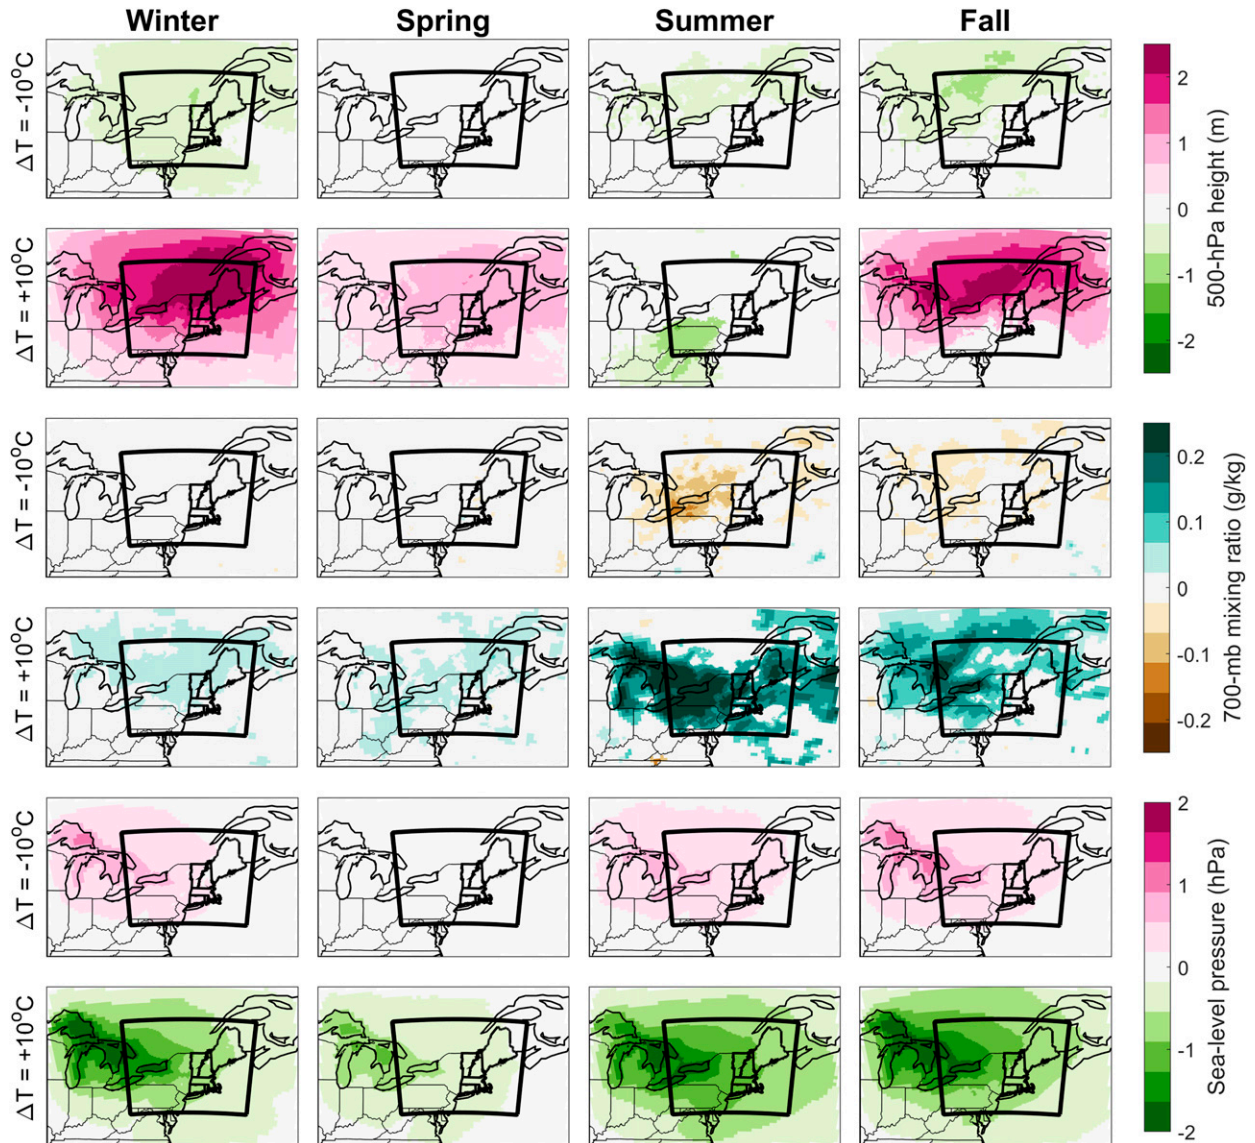 Winter Spring Summer Fall
ΔT = -10°C
2
1
0
-1
-2
500-hPa height (m)
ΔT = +10°C
ΔT = -10°C
0.2
0.1
0
-0.1
-0.2
700-mb mixing ratio (g/kg)
ΔT = +10°C
ΔT = -10°C
2
1
0
-1
-2
Sea-level pressure (hPa)
ΔT = +10°C